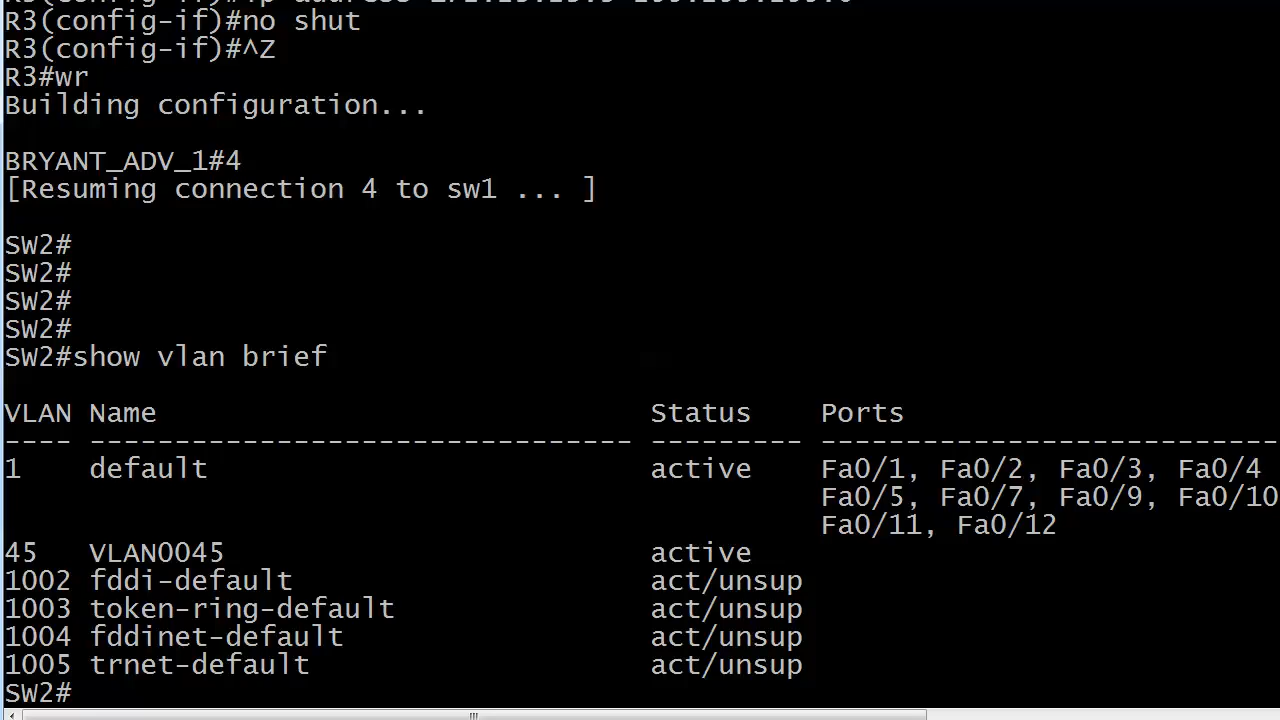 R3(config-if)#no shut
R3(config-if)#^Z
R3#wr
Building configuration...
BRYANT_ADV_1#4
[Resuming connection 4 to sw1 ... ]
SW2#
SW2#
SW2#
SW2#
SW2#show vlan brief
VLAN Name Status Ports
---- -------------------------------- --------- ---------------------------
1 default active Fa0/1, Fa0/2, Fa0/3, Fa0/4
Fa0/5, Fa0/7, Fa0/9, Fa0/10
Fa0/11, Fa0/12
45 VLAN0045 active
1002 fddi-default act/unsup
1003 token-ring-default act/unsup
1004 fddinet-default act/unsup
1005 trnet-default act/unsup
SW2#